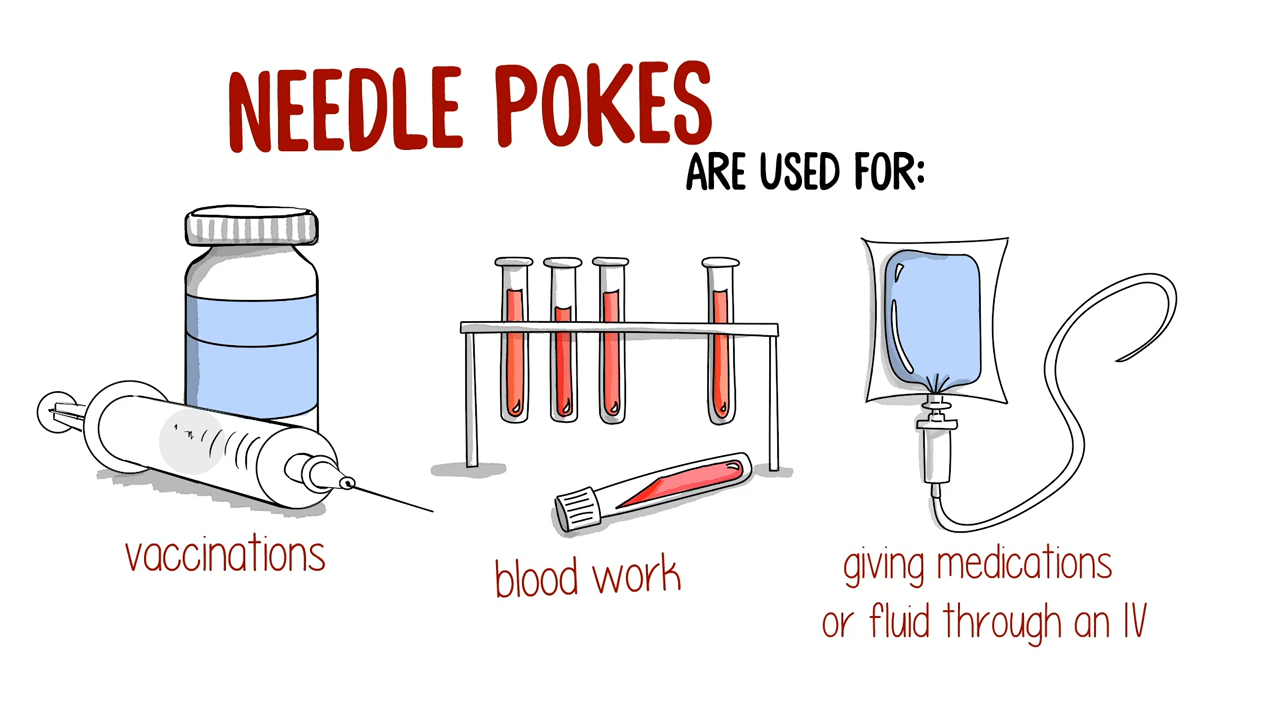 NEEDLE POKES
ARE USED FOR:
vaccinations
blood work
giving medications
or fluid through an IV